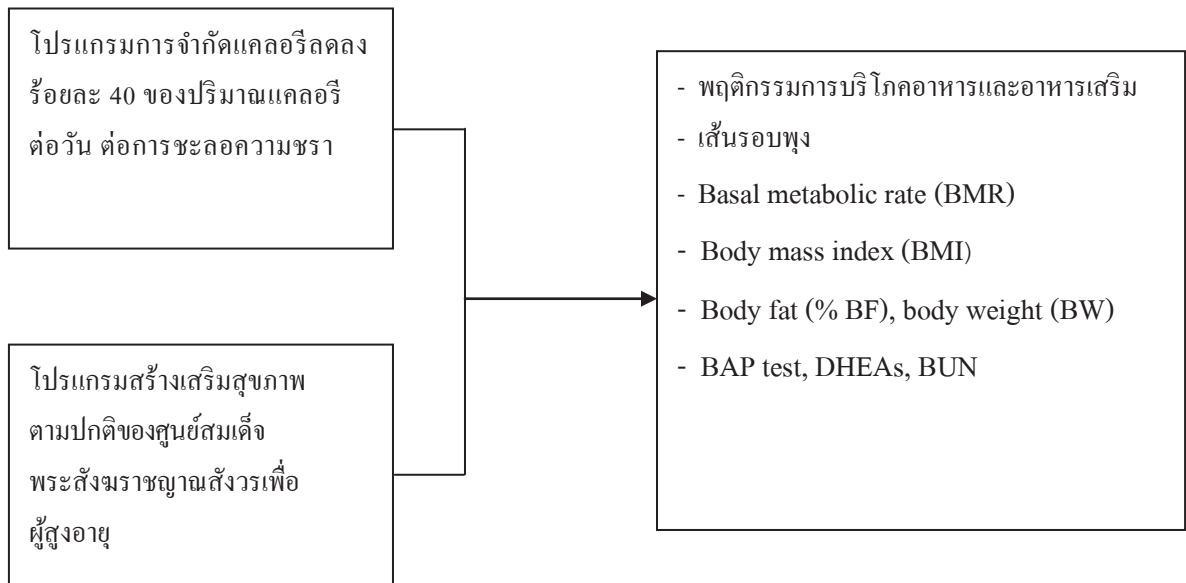 โปรแกรมการจำกัดแคลอรีลดลง
ร้อยละ 40 ของปริมาณแคลอรี
ต่อวัน ต่อการชะลอความชรา
โปรแกรมสร้างเสริมสุขภาพ
ตามปกติของศูนย์สมเด็จ
พระสังฆราชญาณสังวรเพื่อ
ผู้สูงอายุ
- พฤติกรรมการบริโภคอาหารและอาหารเสริม
- เส้นรอบพุง
- Basal metabolic rate (BMR)
- Body mass index (BMI)
- Body fat (% BF), body weight (BW)
- BAP test, DHEAs, BUN